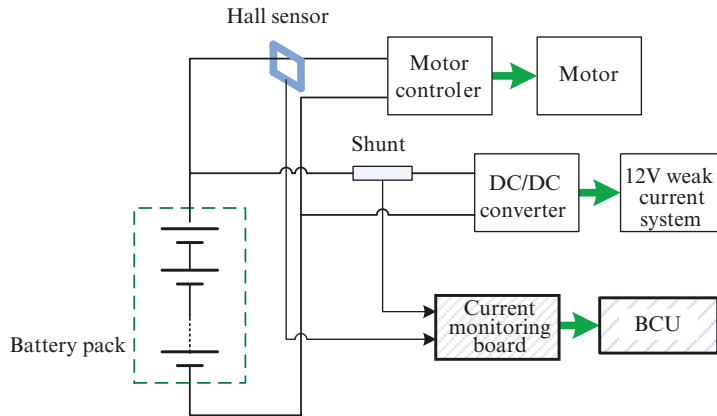 Hall sensor
Motor
controler
Motor
Shunt
DC/DC
converter
12V weak
current
system
Current
monitoring
board
BCU
Battery pack